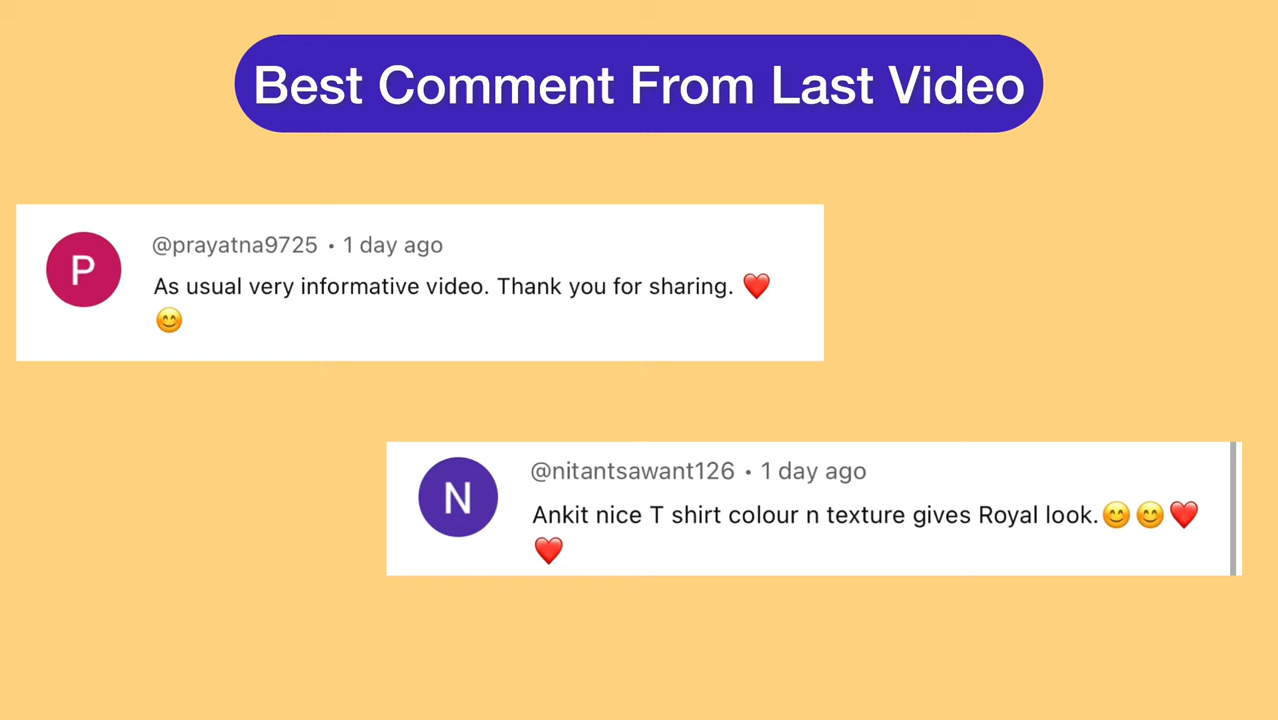 Best Comment From Last Video
P
@prayatna9725 • 1 day ago
As usual very informative video. Thank you for sharing. ❤️
😊
N
@nitantsawant126 • 1 day ago
Ankit nice T shirt colour n texture gives Royal look.😊😊❤️
❤️